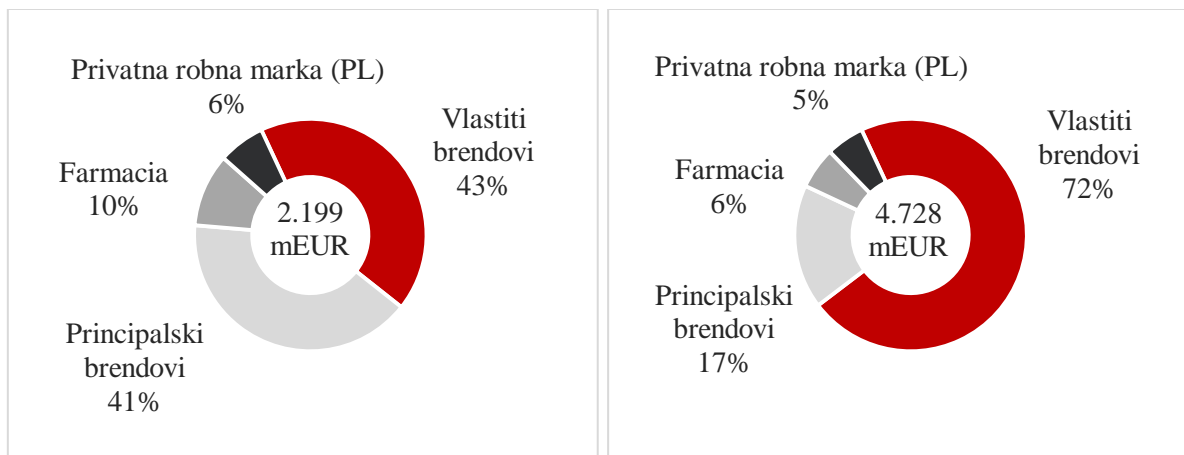 Privatna robna marka (PL)
6%
Vlastiti
brendovi
43%
Farmacia
10%
2.199
mEUR
Principalski
brendovi
41%
Privatna robna marka (PL)
5%
Vlastiti
brendovi
72%
Farmacia
6%
4.728
mEUR
Principalski
brendovi
17%